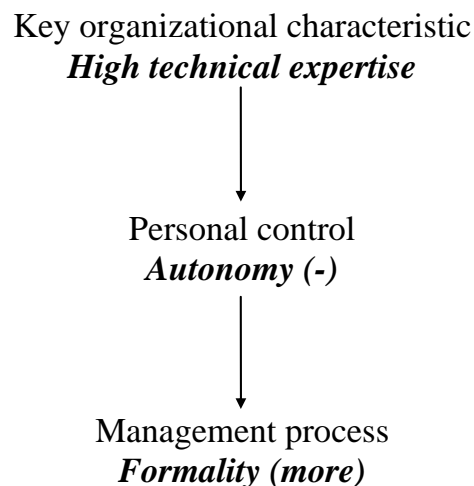 Key organizational characteristic
High technical expertise
Personal control
Autonomy (-)
Management process
Formality (more)